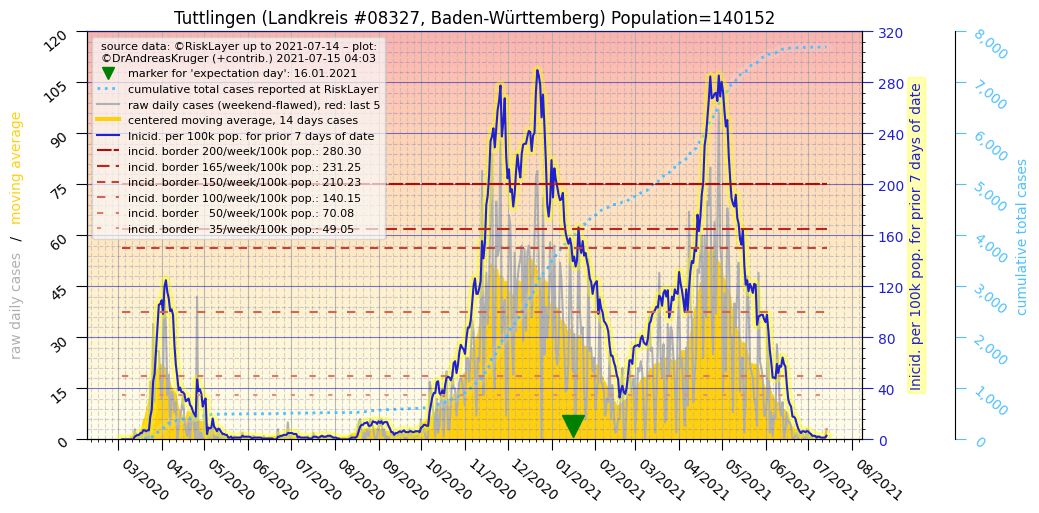 Tuttlingen (Landkreis #08327, Baden-Württemberg) Population=140152
source data: ©RiskLayer up to 2021-07-14 – plot:
©DrAndreasKruger (+contrib.) 2021-07-15 04:03
marker for 'expectation day': 16.01.2021
cumulative total cases reported at RiskLayer
raw daily cases (weekend-flawed), red: last 5
centered moving average, 14 days cases
Inicid. per 100k pop. for prior 7 days of date
incid. border 200/week/100k pop.: 280.30
incid. border 165/week/100k pop.: 231.25
incid. border 150/week/100k pop.: 210.23
incid. border 100/week/100k pop.: 140.15
incid. border 50/week/100k pop.: 70.08
incid. border 35/week/100k pop.: 49.05
raw daily cases / moving average
120
105
90
75
60
45
30
15
0
03/2020
04/2020
05/2020
06/2020
07/2020
08/2020
09/2020
10/2020
11/2020
12/2020
01/2021
02/2021
03/2021
04/2021
05/2021
06/2021
07/2021
08/2021
320
280
240
200
160
120
80
40
0
Inicid. per 100k pop. for prior 7 days of date
8,000
7,000
6,000
5,000
4,000
3,000
2,000
1,000
0
cumulative total cases